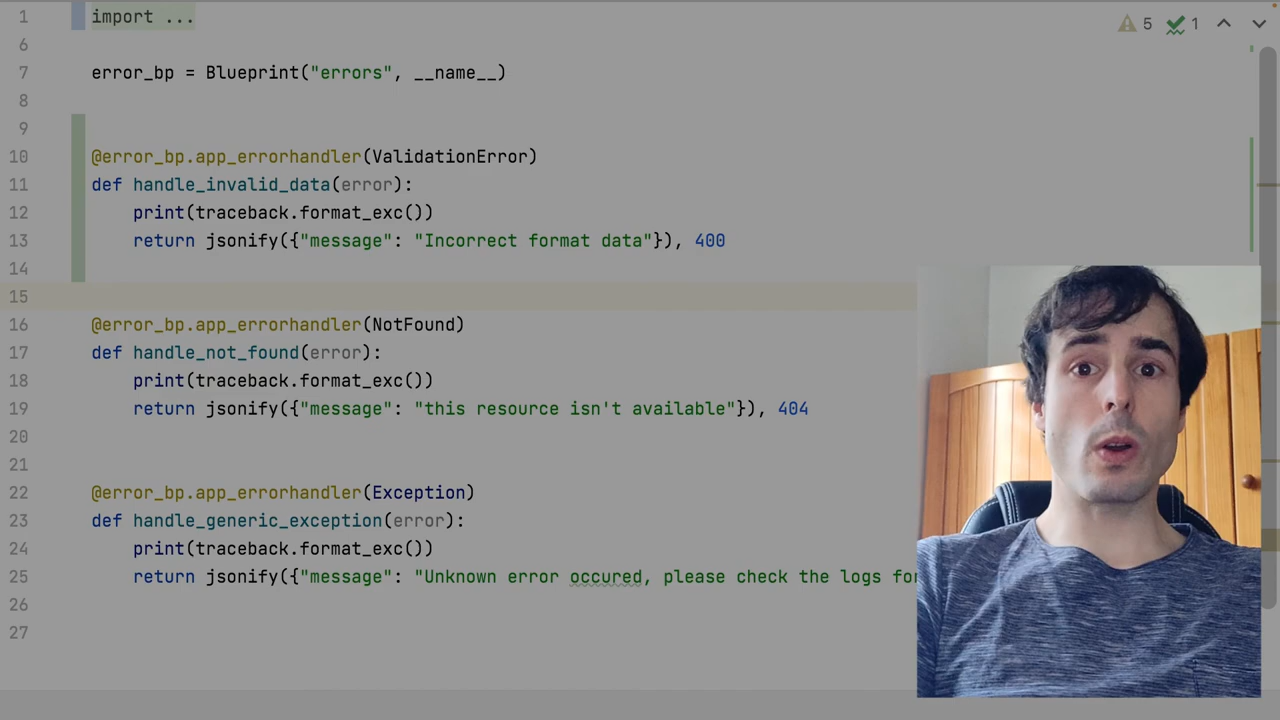 1 import ...
5 1
6
7 error_bp = Blueprint("errors", __name__)
8
9
10 @error_bp.app_errorhandler(ValidationError)
11 def handle_invalid_data(error):
12 print(traceback.format_exc())
13 return jsonify({"message": "Incorrect format data"}), 400
14
15
16 @error_bp.app_errorhandler(NotFound)
17 def handle_not_found(error):
18 print(traceback.format_exc())
19 return jsonify({"message": "this resource isn't available"}), 404
20
21
22 @error_bp.app_errorhandler(Exception)
23 def handle_generic_exception(error):
24 print(traceback.format_exc())
25 return jsonify({"message": "Unknown error occured, please check the logs for
26
27